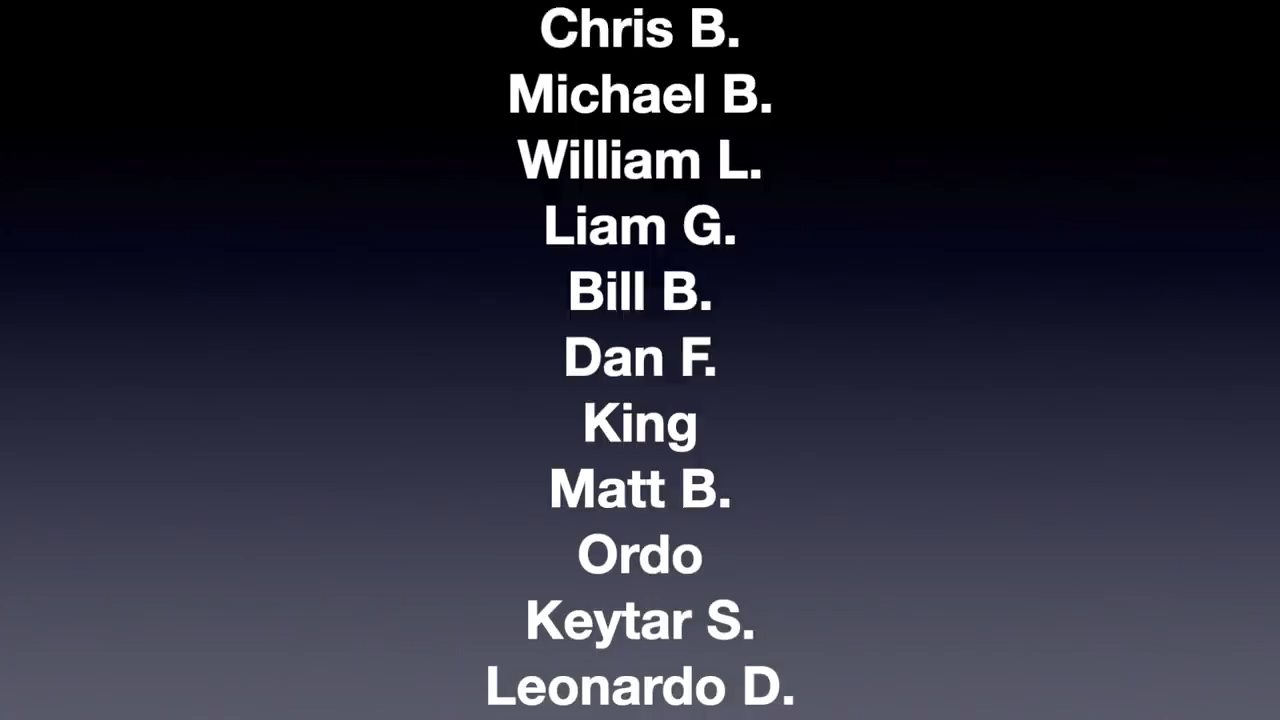 Chris B.
Michael B.
William L.
Liam G.
Bill B.
Dan F.
King
Matt B.
Ordo
Keytar S.
Leonardo D.